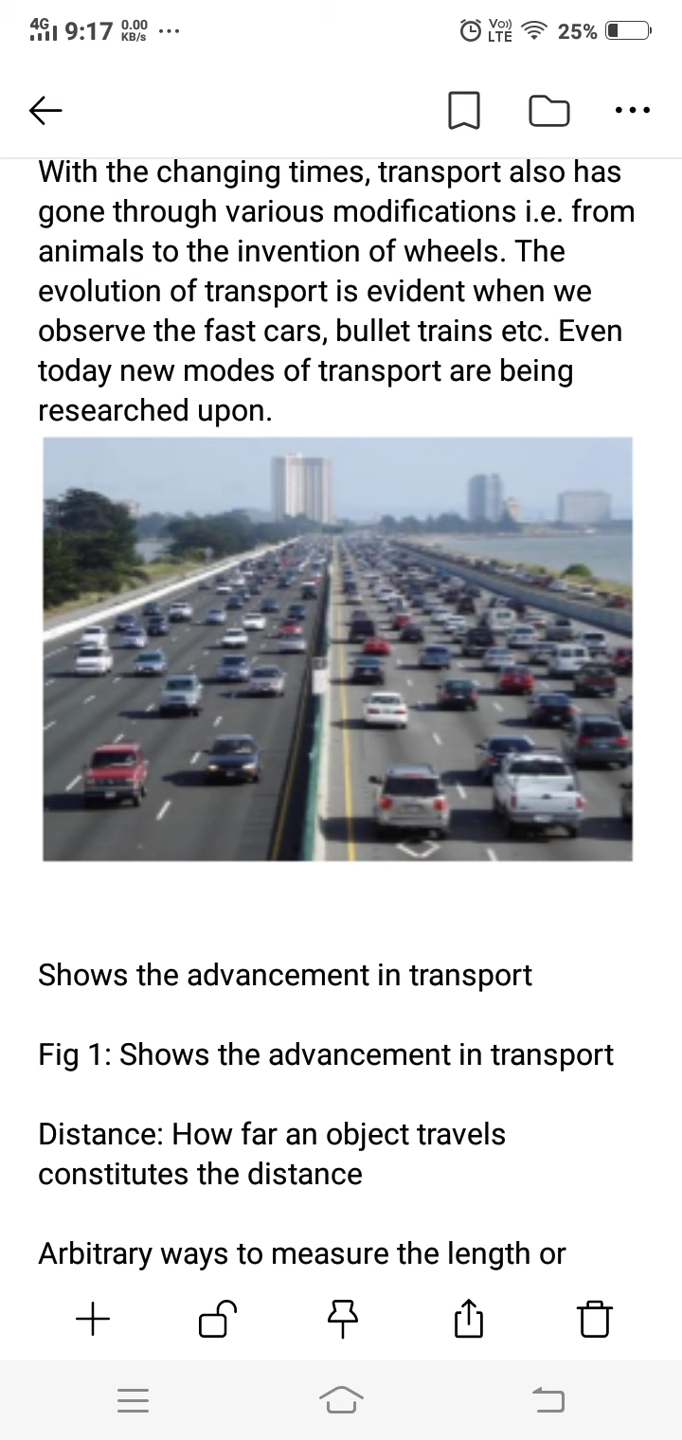 4G 9:17 0.00 KB/s ... Vo)) LTE 25%
With the changing times, transport also has
gone through various modifications i.e. from
animals to the invention of wheels. The
evolution of transport is evident when we
observe the fast cars, bullet trains etc. Even
today new modes of transport are being
researched upon.
Shows the advancement in transport
Fig 1: Shows the advancement in transport
Distance: How far an object travels
constitutes the distance
Arbitrary ways to measure the length or